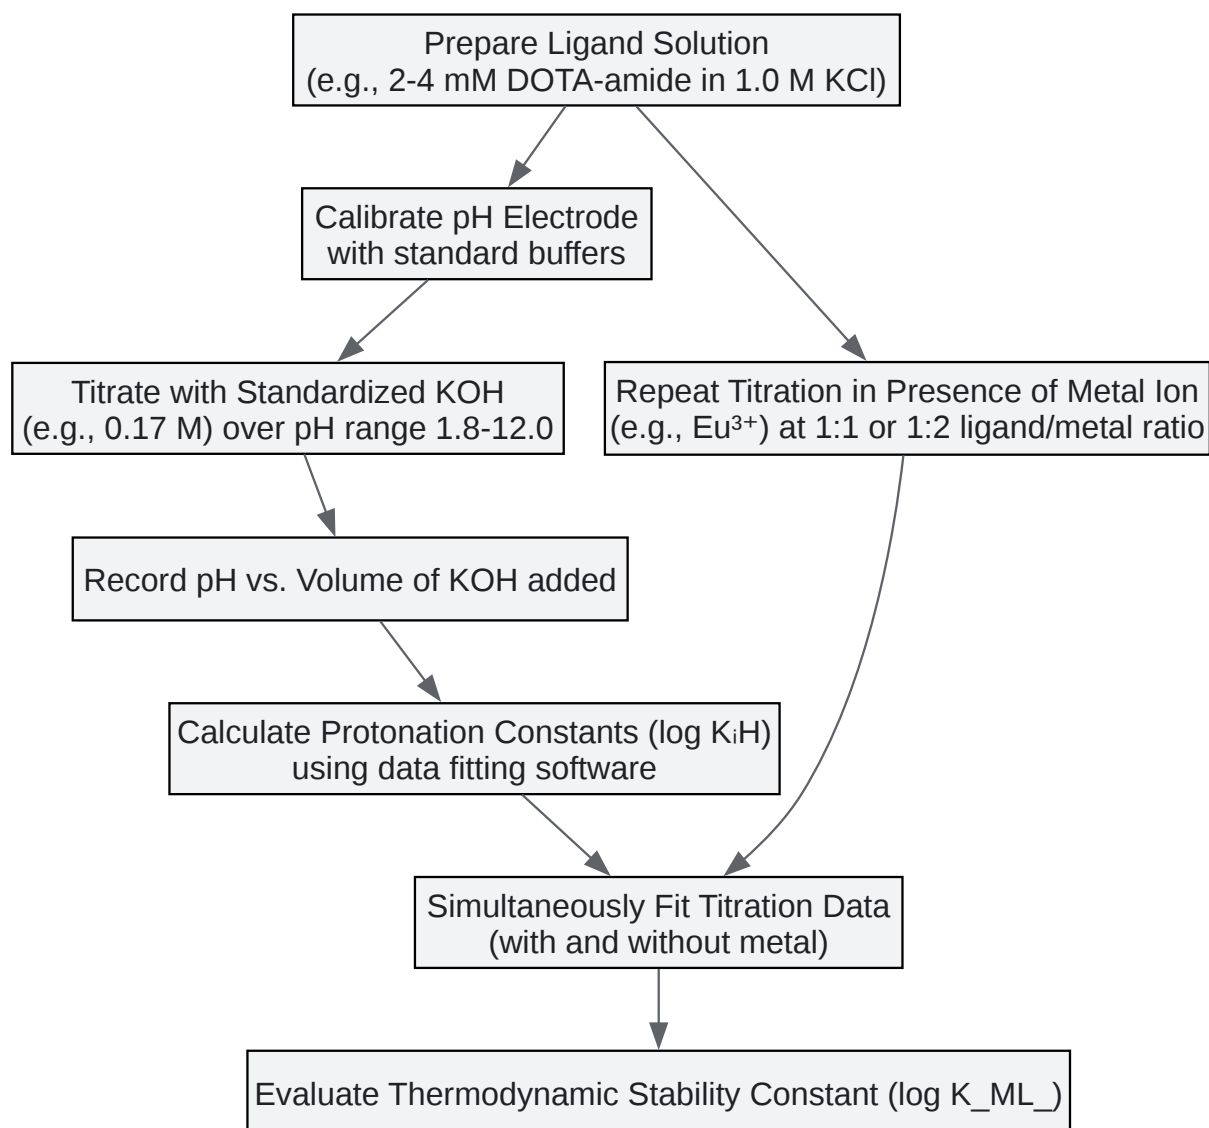 Prepare Ligand Solution
(e.g., 2-4 mM DOTA-amide in 1.0 M KCl)
Calibrate pH Electrode
with standard buffers
Titrate with Standardized KOH
(e.g., 0.17 M) over pH range 1.8-12.0
Repeat Titration in Presence of Metal Ion
(e.g., Eu³⁺) at 1:1 or 1:2 ligand/metal ratio
Record pH vs. Volume of KOH added
Calculate Protonation Constants (log KᵢH)
using data fitting software
Simultaneously Fit Titration Data
(with and without metal)
Evaluate Thermodynamic Stability Constant (log K_ML_)